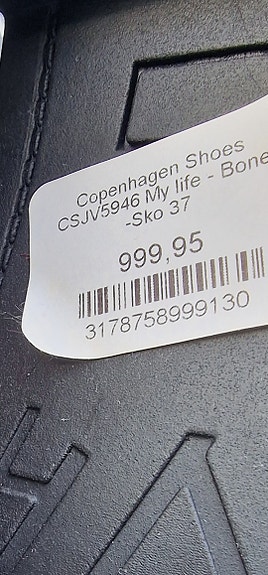 Copenhagen Shoes
CSJV5946 My life - Bone
-Sko 37
999,95
3178758999130